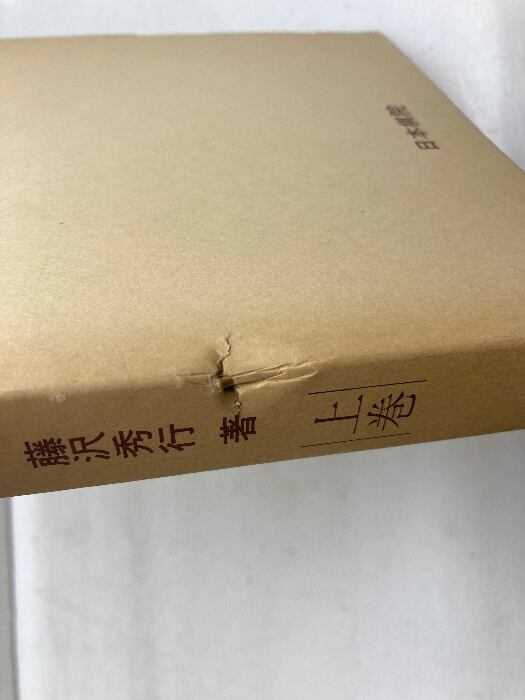 日本棋院
藤沢秀行 著
上巻